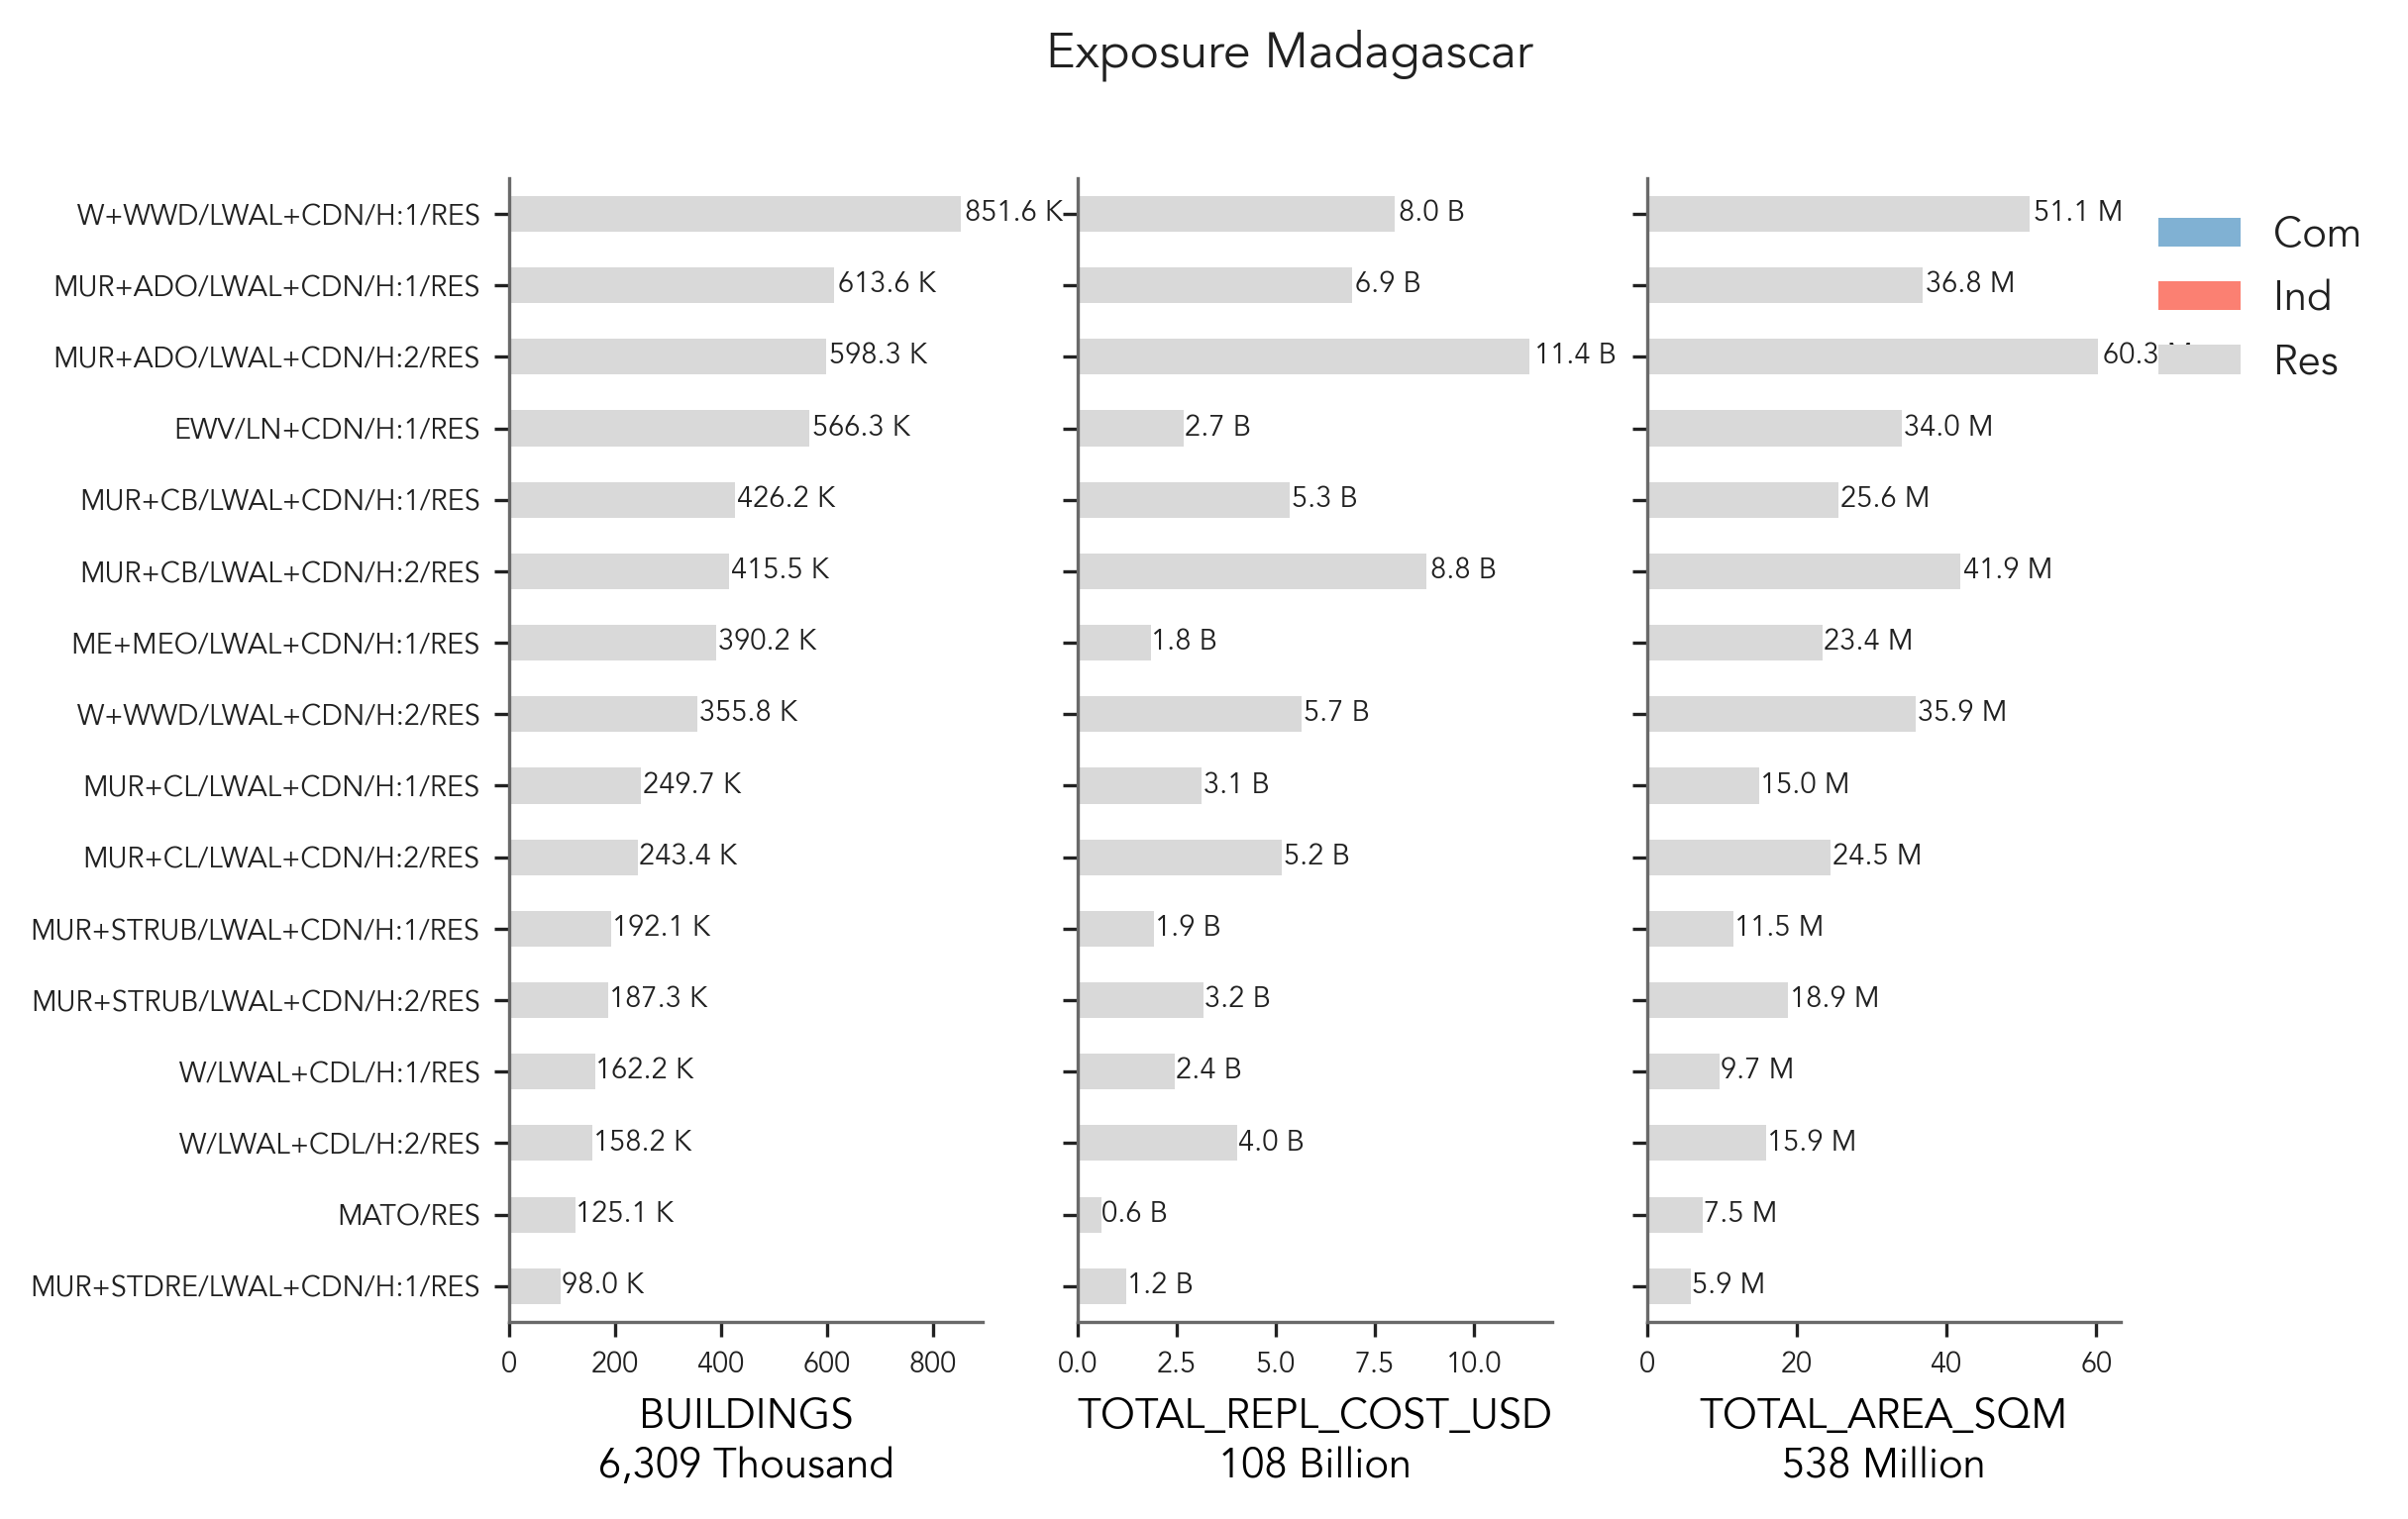 Exposure Madagascar
W+WWD/LWAL+CDN/H:1/RES 851.6 K 8.0 B 51.1 M
Com
MUR+ADO/LWAL+CDN/H:1/RES 613.6 K 6.9 B 36.8 M
Ind
MUR+ADO/LWAL+CDN/H:2/RES 598.3 K 11.4 B 60.3
Res
EWV/LN+CDN/H:1/RES 566.3 K 2.7 B 34.0 M
MUR+CB/LWAL+CDN/H:1/RES 426.2 K 5.3 B 25.6 M
MUR+CB/LWAL+CDN/H:2/RES 415.5 K 8.8 B 41.9 M
ME+MEO/LWAL+CDN/H:1/RES 390.2 K 1.8 B 23.4 M
W+WWD/LWAL+CDN/H:2/RES 355.8 K 5.7 B 35.9 M
MUR+CL/LWAL+CDN/H:1/RES 249.7 K 3.1 B 15.0 M
MUR+CL/LWAL+CDN/H:2/RES 243.4 K 5.2 B 24.5 M
MUR+STRUB/LWAL+CDN/H:1/RES 192.1 K 1.9 B 11.5 M
MUR+STRUB/LWAL+CDN/H:2/RES 187.3 K 3.2 B 18.9 M
W/LWAL+CDL/H:1/RES 162.2 K 2.4 B 9.7 M
W/LWAL+CDL/H:2/RES 158.2 K 4.0 B 15.9 M
MATO/RES 125.1 K 0.6 B 7.5 M
MUR+STDRE/LWAL+CDN/H:1/RES 98.0 K 1.2 B 5.9 M
0 200 400 600 800 0.0 2.5 5.0 7.5 10.0 0 20 40 60
BUILDINGS TOTAL_REPL_COST_USD TOTAL_AREA_SQM
6,309 Thousand 108 Billion 538 Million